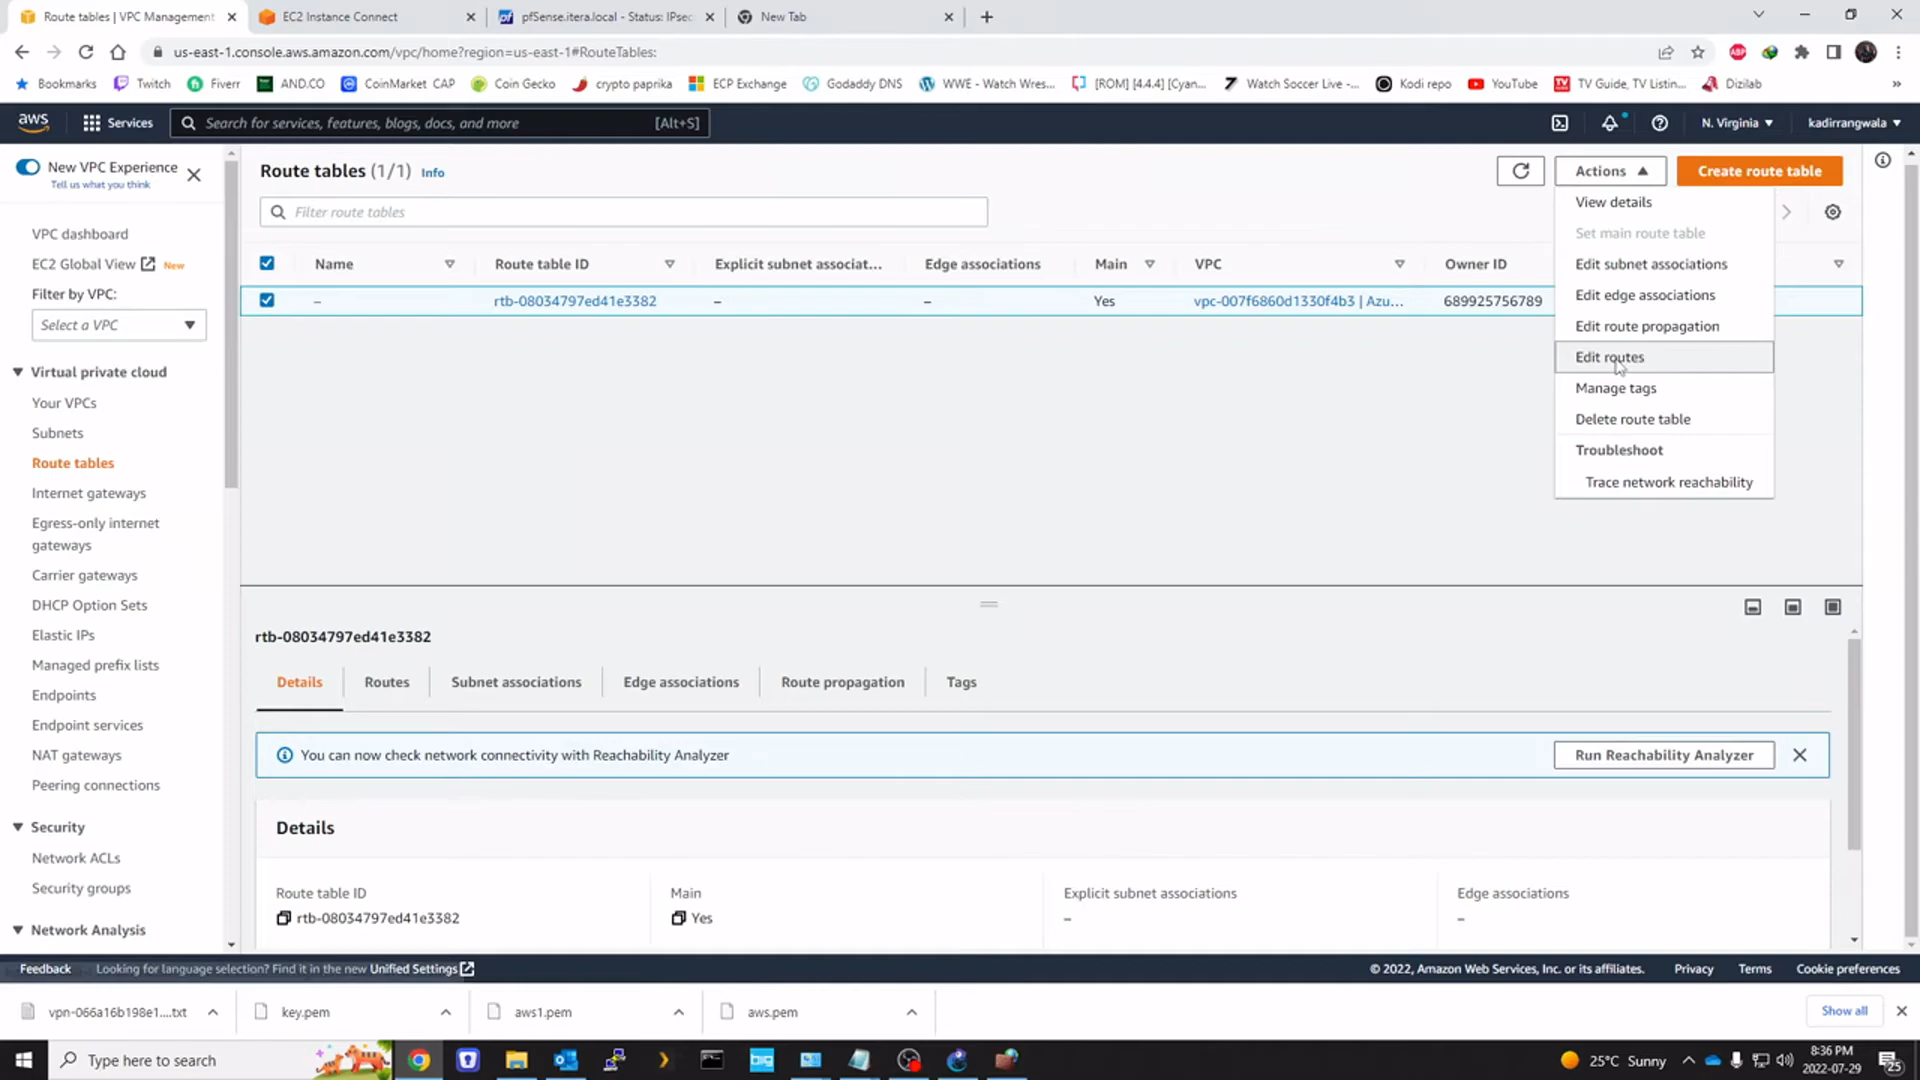 Route tables | VPC Management
EC2 Instance Connect
pfSense.itera.local - Status: IPsec
New Tab
us-east-1.console.aws.amazon.com/vpc/home?region=us-east-1#RouteTables:
ABP
Bookmarks
Twitch
Fiverr
AND.CO
CoinMarket CAP
Coin Gecko
crypto paprika
ECP Exchange
Godaddy DNS
WWE - Watch Wres...
[ROM] [4.4.4] [Cyan...
Watch Soccer Live -...
Kodi repo
YouTube
TV Guide, TV Listin...
Dizilab
»
aws
Services
Search for services, features, blogs, docs, and more
[Alt+S]
N. Virginia
kadirrangwala
New VPC Experience
Tell us what you think
VPC dashboard
EC2 Global View New
Filter by VPC:
Select a VPC
Virtual private cloud
Your VPCs
Subnets
Route tables
Internet gateways
Egress-only internet
gateways
Carrier gateways
DHCP Option Sets
Elastic IPs
Managed prefix lists
Endpoints
Endpoint services
NAT gateways
Peering connections
Security
Network ACLs
Security groups
Network Analysis
Route tables (1/1) Info
Actions
Create route table
Filter route tables
Name
Route table ID
Explicit subnet associat...
Edge associations
Main
VPC
Owner ID
–
rtb-08034797ed41e3382
–
–
Yes
vpc-007f6860d1330f4b3 | Azu...
689925756789
View details
Set main route table
Edit subnet associations
Edit edge associations
Edit route propagation
Edit routes
Manage tags
Delete route table
Troubleshoot
Trace network reachability
rtb-08034797ed41e3382
Details
Routes
Subnet associations
Edge associations
Route propagation
Tags
You can now check network connectivity with Reachability Analyzer
Run Reachability Analyzer
Details
Route table ID
rtb-08034797ed41e3382
Main
Yes
Explicit subnet associations
–
Edge associations
–
Feedback
Looking for language selection? Find it in the new Unified Settings
© 2022, Amazon Web Services, Inc. or its affiliates.
Privacy
Terms
Cookie preferences
vpn-066a16b198e1....txt
key.pem
aws1.pem
aws.pem
Show all
Type here to search
25°C Sunny
8:36 PM
2022-07-29
25